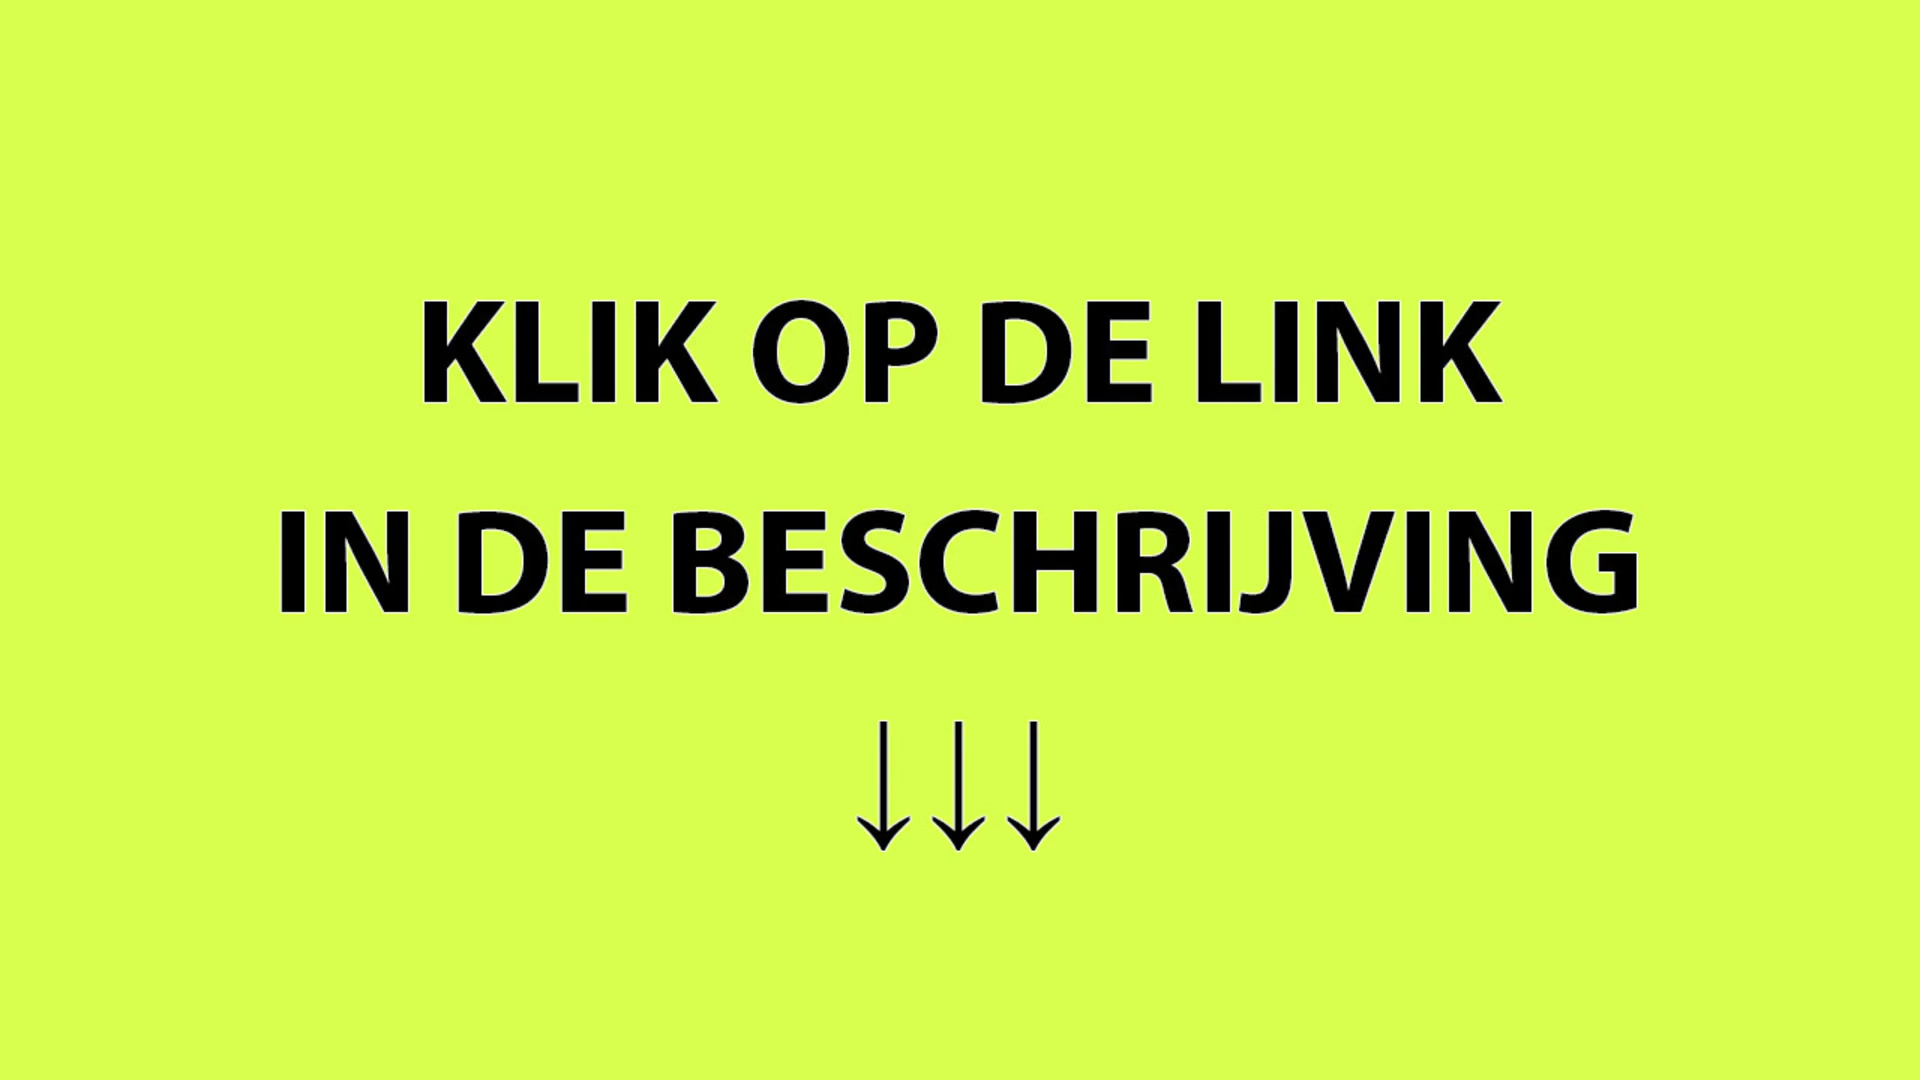 KLIK OP DE LINK
IN DE BESCHRIJVING
↓↓↓